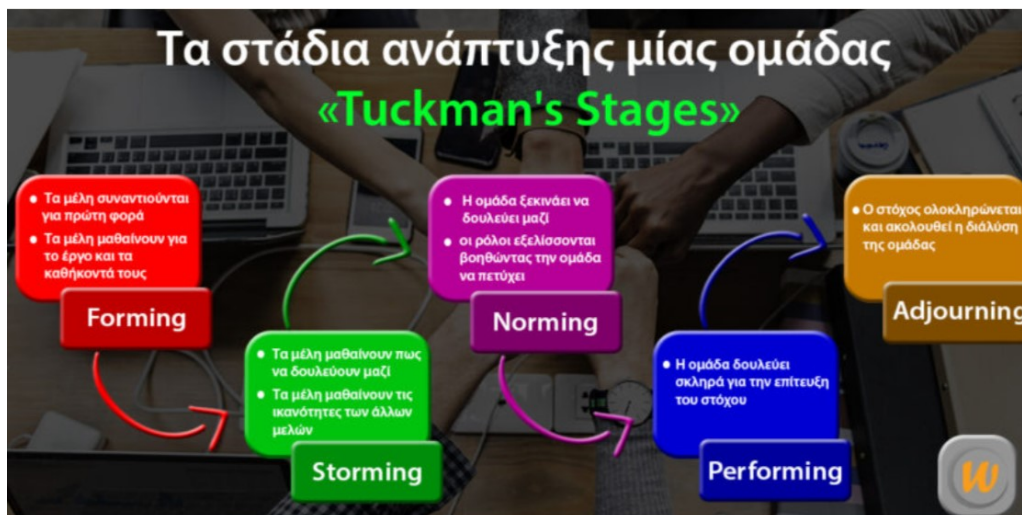 Τα στάδια ανάπτυξης μίας ομάδας
«Tuckman's Stages»
Τα μέλη συναντιούνται
για πρώτη φορά
Τα μέλη μαθαίνουν για
το έργο και τα
καθήκοντά τους
Forming
Τα μέλη μαθαίνουν πως
να δουλεύουν μαζί
Τα μέλη μαθαίνουν τις
ικανότητες των άλλων
μελών
Storming
Η ομάδα ξεκινάει να
δουλεύει μαζί
οι ρόλοι εξελίσσονται
βοηθώντας την ομάδα
να πετύχει
Norming
Η ομάδα δουλεύει
σκληρά για την επίτευξη
του στόχου
Performing
Ο στόχος ολοκληρώνεται
και ακολουθεί η διάλύση
της ομάδας
Adjourning
w